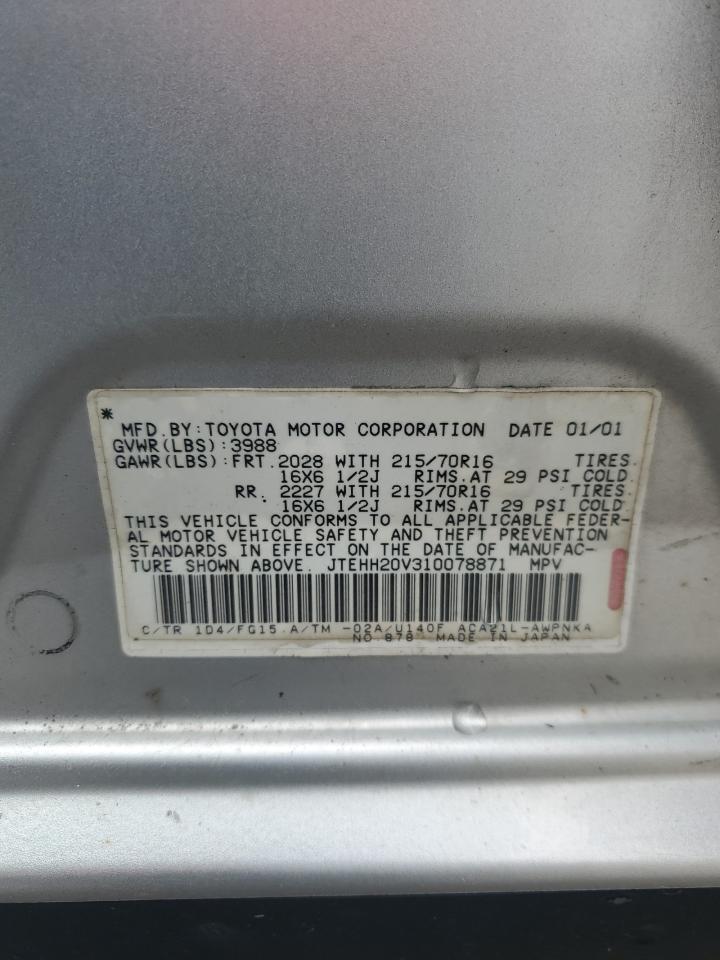 *
MFD.BY:TOYOTA MOTOR CORPORATION DATE 01/01
GVWR(LBS):3988
GAWR(LBS):FRT.2028 WITH 215/70R16 TIRES.
16X6 1/2J RIMS.AT 29 PSI COLD.
RR. 2227 WITH 215/70R16 TIRES.
16X6 1/2J RIMS.AT 29 PSI COLD
THIS VEHICLE CONFORMS TO ALL APPLICABLE FEDER-
AL MOTOR VEHICLE SAFETY AND THEFT PREVENTION
STANDARDS IN EFFECT ON THE DATE OF MANUFAC-
TURE SHOWN ABOVE. JTEHH20V310078871 MPV
C/TR 1D4/FG15 A/TM -02A/U140F ACA21L-AWPNKA
NO.878 MADE IN JAPAN